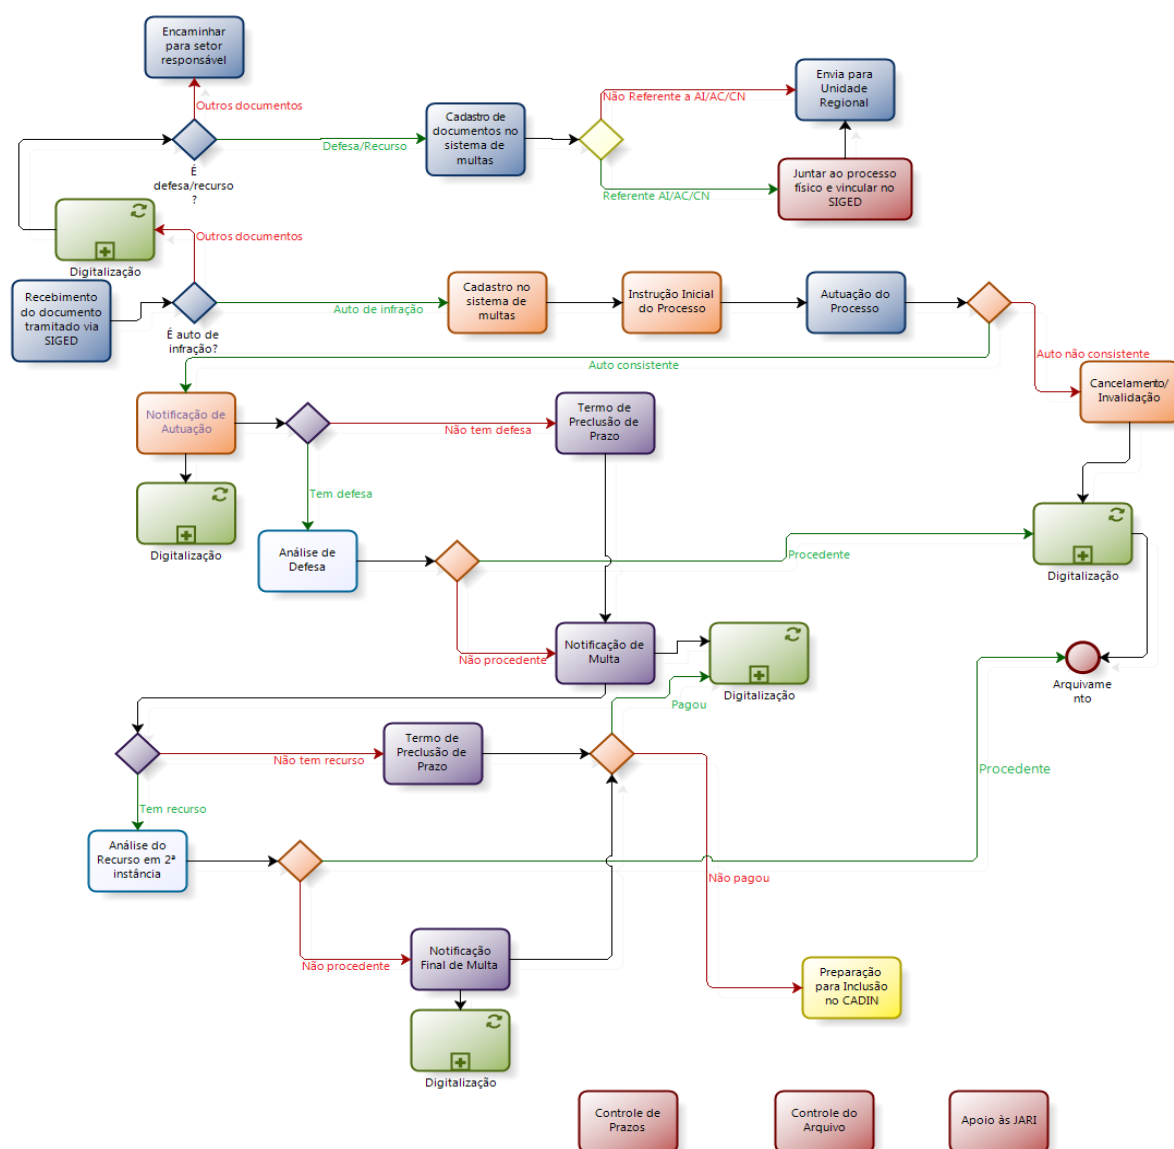 Encaminhar
para setor
responsável
Outros documentos
É
defesa/recurso
?
Defesa/Recurso
Cadastro de
documentos no
sistema de
multas
Não Referente a AI/AC/CN
Referente AI/AC/CN
Envia para
Unidade
Regional
Juntar ao processo
físico e vincular no
SIGED
Digitalização
Outros documentos
Recebimento
do documento
tramitado via
SIGED
É auto de
infração?
Auto de infração
Cadastro no
sistema de
multas
Instrução Inicial
do Processo
Autuação do
Processo
Auto consistente
Auto não consistente
Cancelamento/
Invalidação
Notificação de
Autuação
Não tem defesa
Termo de
Preclusão de
Prazo
Tem defesa
Digitalização
Análise de
Defesa
Procedente
Não procedente
Digitalização
Notificação de
Multa
Digitalização
Pagou
Arquivame
nto
Não tem recurso
Termo de
Preclusão de
Prazo
Tem recurso
Procedente
Análise do
Recurso em 2ª
instância
Não pagou
Não procedente
Notificação
Final de Multa
Preparação
para Inclusão
no CADIN
Digitalização
Controle de
Prazos
Controle do
Arquivo
Apoio às JARI